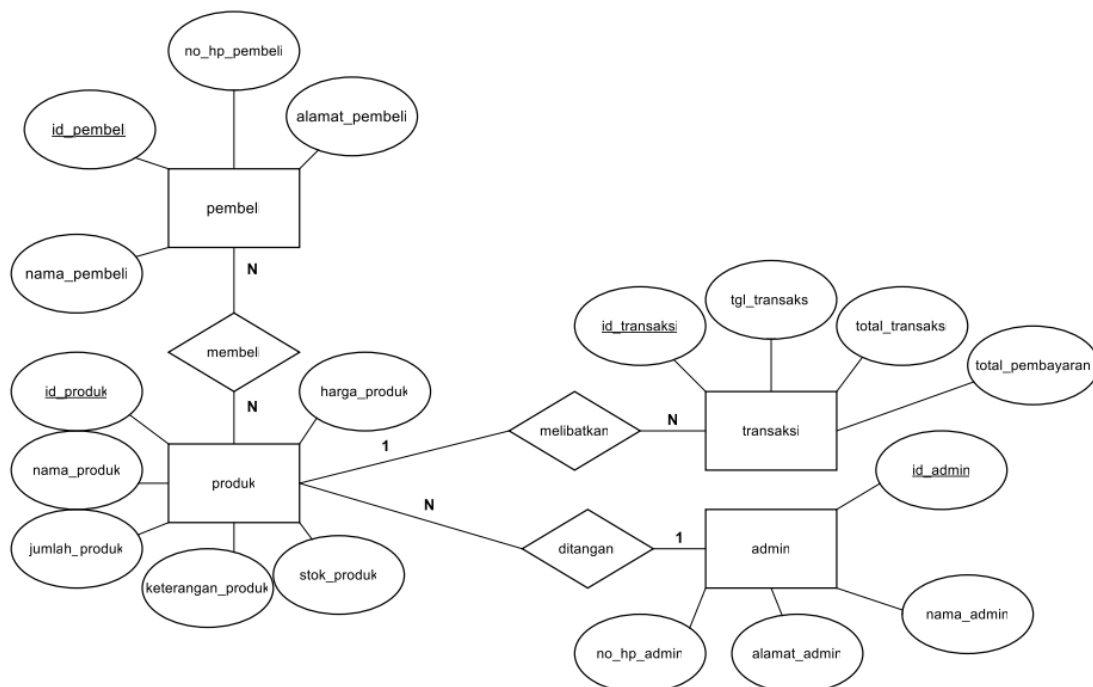 no_hp_pembeli
alamat_pembeli
id_pembeli
pembeli
nama_pembeli
N
membeli
N
id_produk
harga_produk
nama_produk
produk
jumlah_produk
keterangan_produk
stok_produk
1
melibatkan
N
tgl_transaks
id_transaksi
total_transaksi
total_pembayaran
transaksi
N
ditangan
1
id_admin
admin
nama_admin
no_hp_admin
alamat_admin